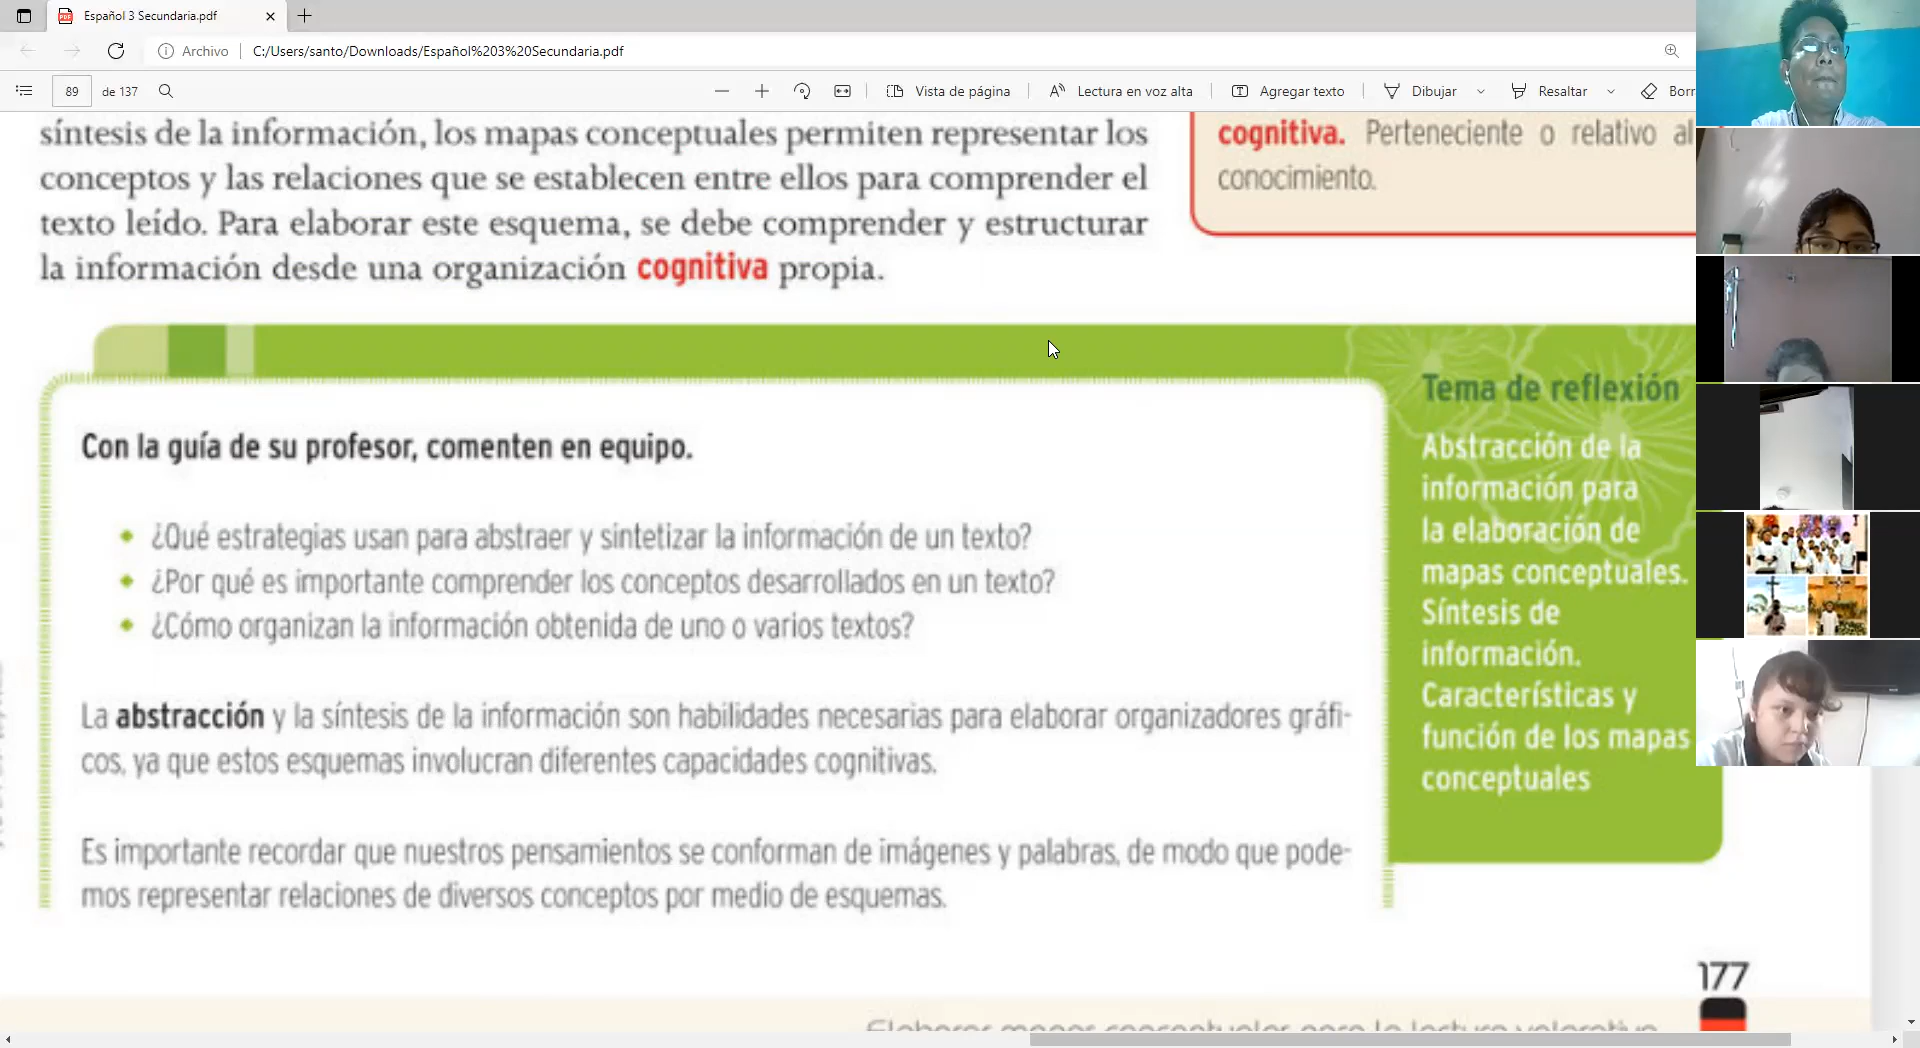 Español 3 Secundaria.pdf
Archivo
C:/Users/santo/Downloads/Español%203%20Secundaria.pdf
89
de 137
Vista de página
Lectura en voz alta
Agregar texto
Dibujar
Resaltar
Borr
síntesis de la información, los mapas conceptuales permiten representar los
conceptos y las relaciones que se establecen entre ellos para comprender el
texto leído. Para elaborar este esquema, se debe comprender y estructurar
la información desde una organización cognitiva propia.
cognitiva. Perteneciente o relativo al
conocimiento.
Con la guía de su profesor, comenten en equipo.
¿Qué estrategias usan para abstraer y sintetizar la información de un texto?
¿Por qué es importante comprender los conceptos desarrollados en un texto?
¿Cómo organizan la información obtenida de uno o varios textos?
La abstracción y la síntesis de la información son habilidades necesarias para elaborar organizadores gráfi-
cos, ya que estos esquemas involucran diferentes capacidades cognitivas.
Es importante recordar que nuestros pensamientos se conforman de imágenes y palabras, de modo que pode-
mos representar relaciones de diversos conceptos por medio de esquemas.
Tema de reflexión
Abstracción de la
información para
la elaboración de
mapas conceptuales.
Síntesis de
información.
Características y
función de los mapas
conceptuales
177
Elaborar mapas conceptuales para la lectura valorativa